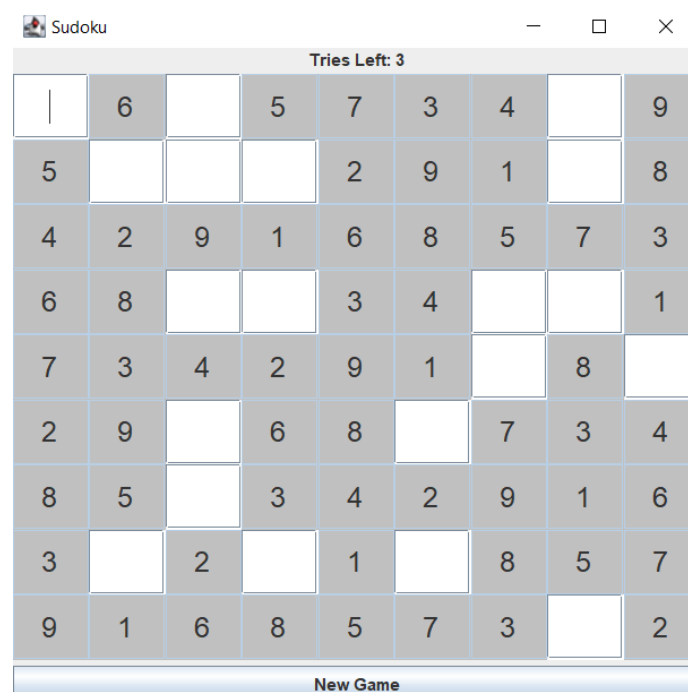 Sudoku
Tries Left: 3
6 5 7 3 4 9
5 2 9 1 8
4 2 9 1 6 8 5 7 3
6 8 3 4 1
7 3 4 2 9 1 8
2 9 6 8 7 3 4
8 5 3 4 2 9 1 6
3 2 1 8 5 7
9 1 6 8 5 7 3 2
New Game